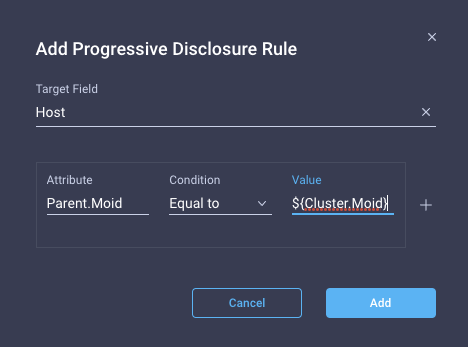 Add Progressive Disclosure Rule
Target Field
Host
Attribute Condition Value
Parent.Moid Equal to ${Cluster.Moid}
Cancel Add